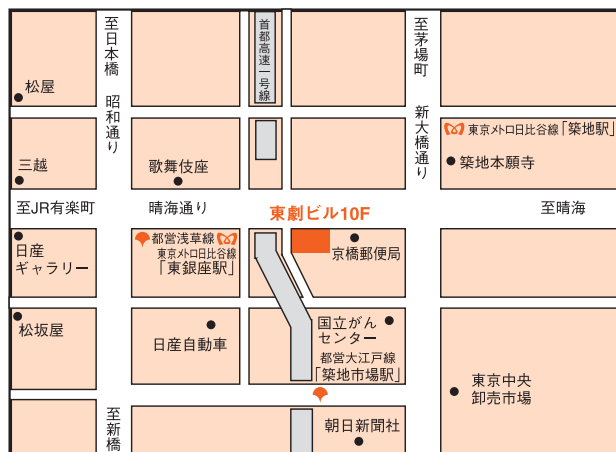 至日本橋
首都高速一号線
至茅場町
松屋
昭和通り
新大橋通り
東京メトロ日比谷線「築地駅」
三越
歌舞伎座
築地本願寺
至JR有楽町
晴海通り
東劇ビル10F
至晴海
日産
ギャラリー
都営浅草線
東京メトロ日比谷線
「東銀座駅」
京橋郵便局
松坂屋
日産自動車
国立がん
センター
都営大江戸線
「築地市場駅」
東京中央
卸売市場
至新橋
朝日新聞社